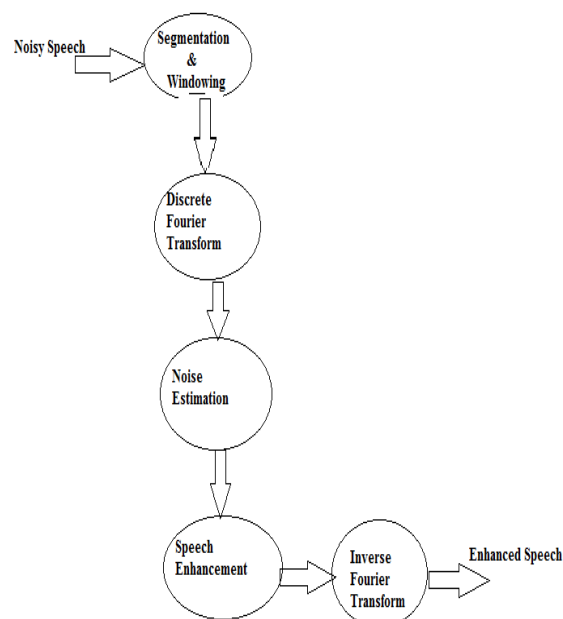 Noisy Speech
Segmentation
&
Windowing
Discrete
Fourier
Transform
Noise
Estimation
Speech
Enhancement
Inverse
Fourier
Transform
Enhanced Speech